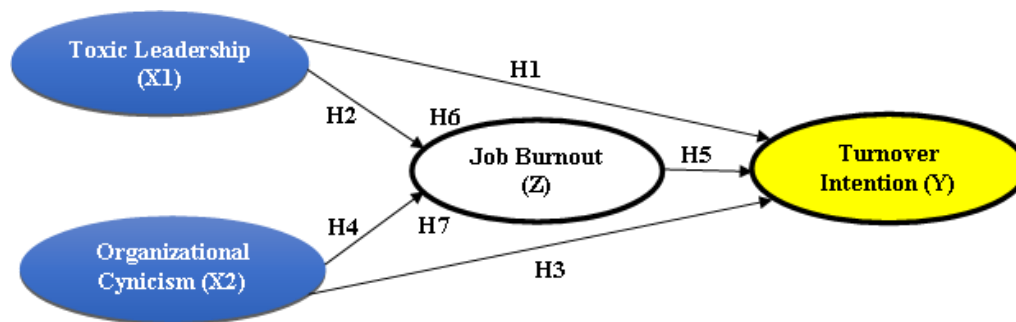 Toxic Leadership
(X1)
H1
H2
H6
Job Burnout
(Z)
H5
Turnover
Intention (Y)
H4
H7
Organizational
Cynicism (X2)
H3